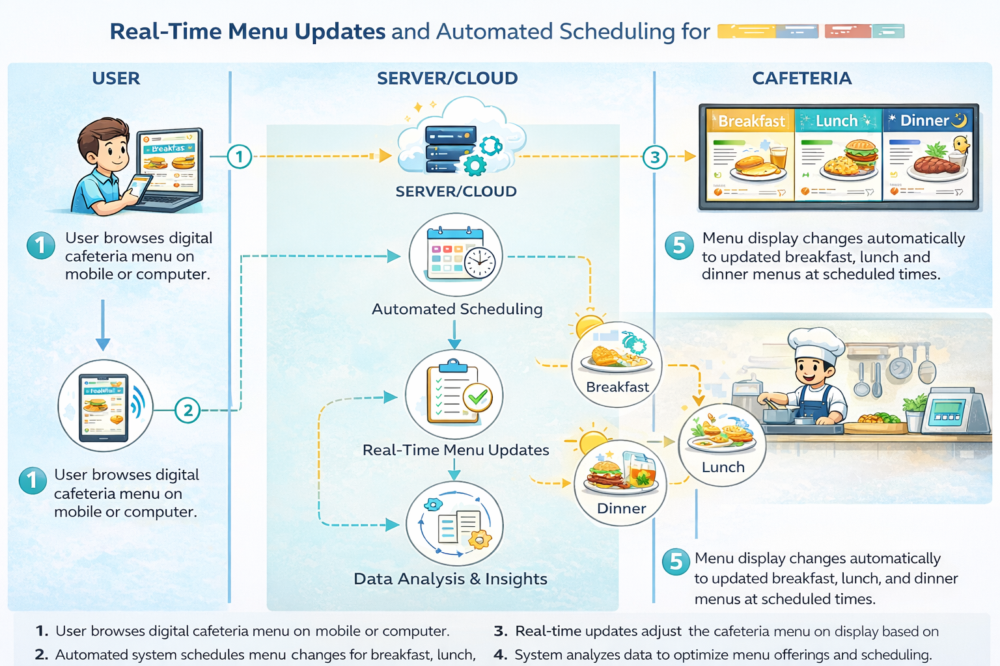 Real-Time Menu Updates and Automated Scheduling for
USER
SERVER/CLOUD
CAFETERIA
Breakfast
Lunch
Dinner
Breakfas
1
3
SERVER/CLOUD
1
User browses digital
cafeteria menu on
mobile or computer.
5
Menu display changes automatically
to updated breakfast, lunch and
dinner menus at scheduled times.
Automated Scheduling
Breakfast
2
Real-Time Menu Updates
Lunch
1
User browses digital
cafeteria menu on
mobile or computer.
Dinner
Data Analysis & Insights
5
Menu display changes automatically
to updated breakfast, lunch, and dinner
menus at scheduled times.
1. User browses digital cafeteria menu on mobile or computer.
2. Automated system schedules menu changes for breakfast, lunch,
3. Real-time updates adjust the cafeteria menu on display based on
4. System analyzes data to optimize menu offerings and scheduling.